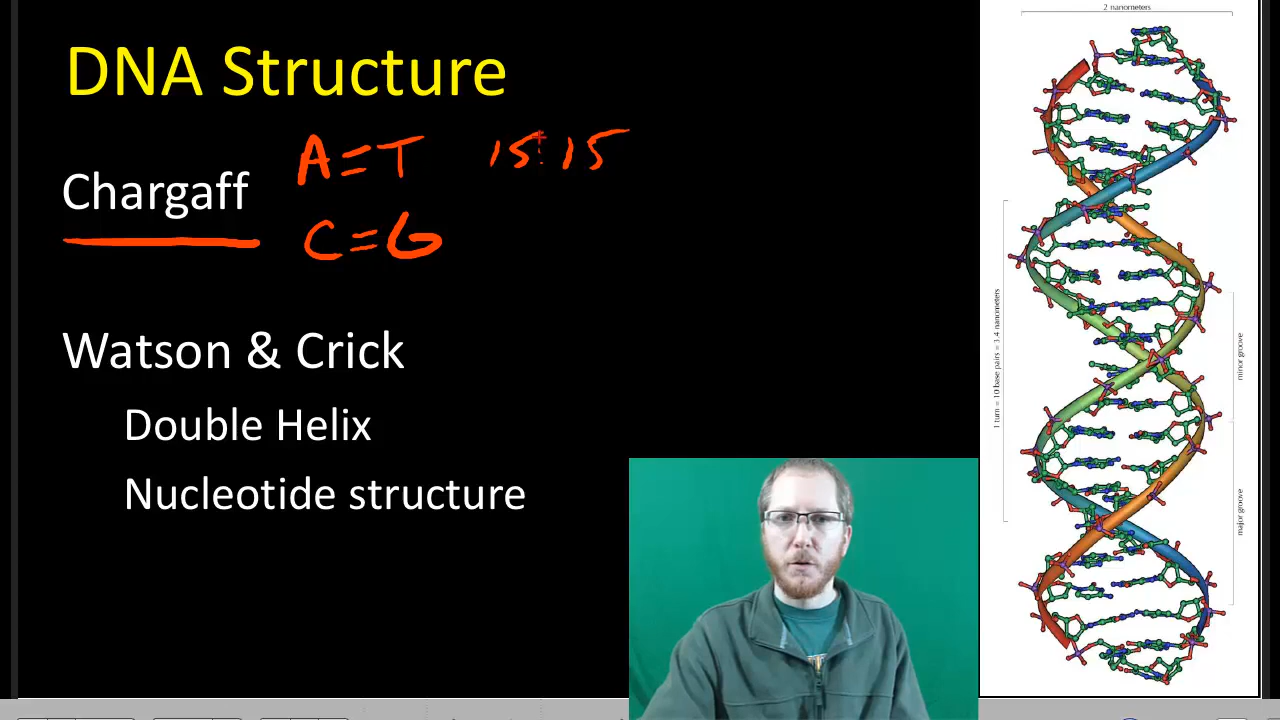 DNA Structure
A=T 15:15
Chargaff
C=G
Watson & Crick
Double Helix
Nucleotide structure
2 nanometers
1 turn = 10 base pairs = 3.4 nanometers
minor groove
major groove